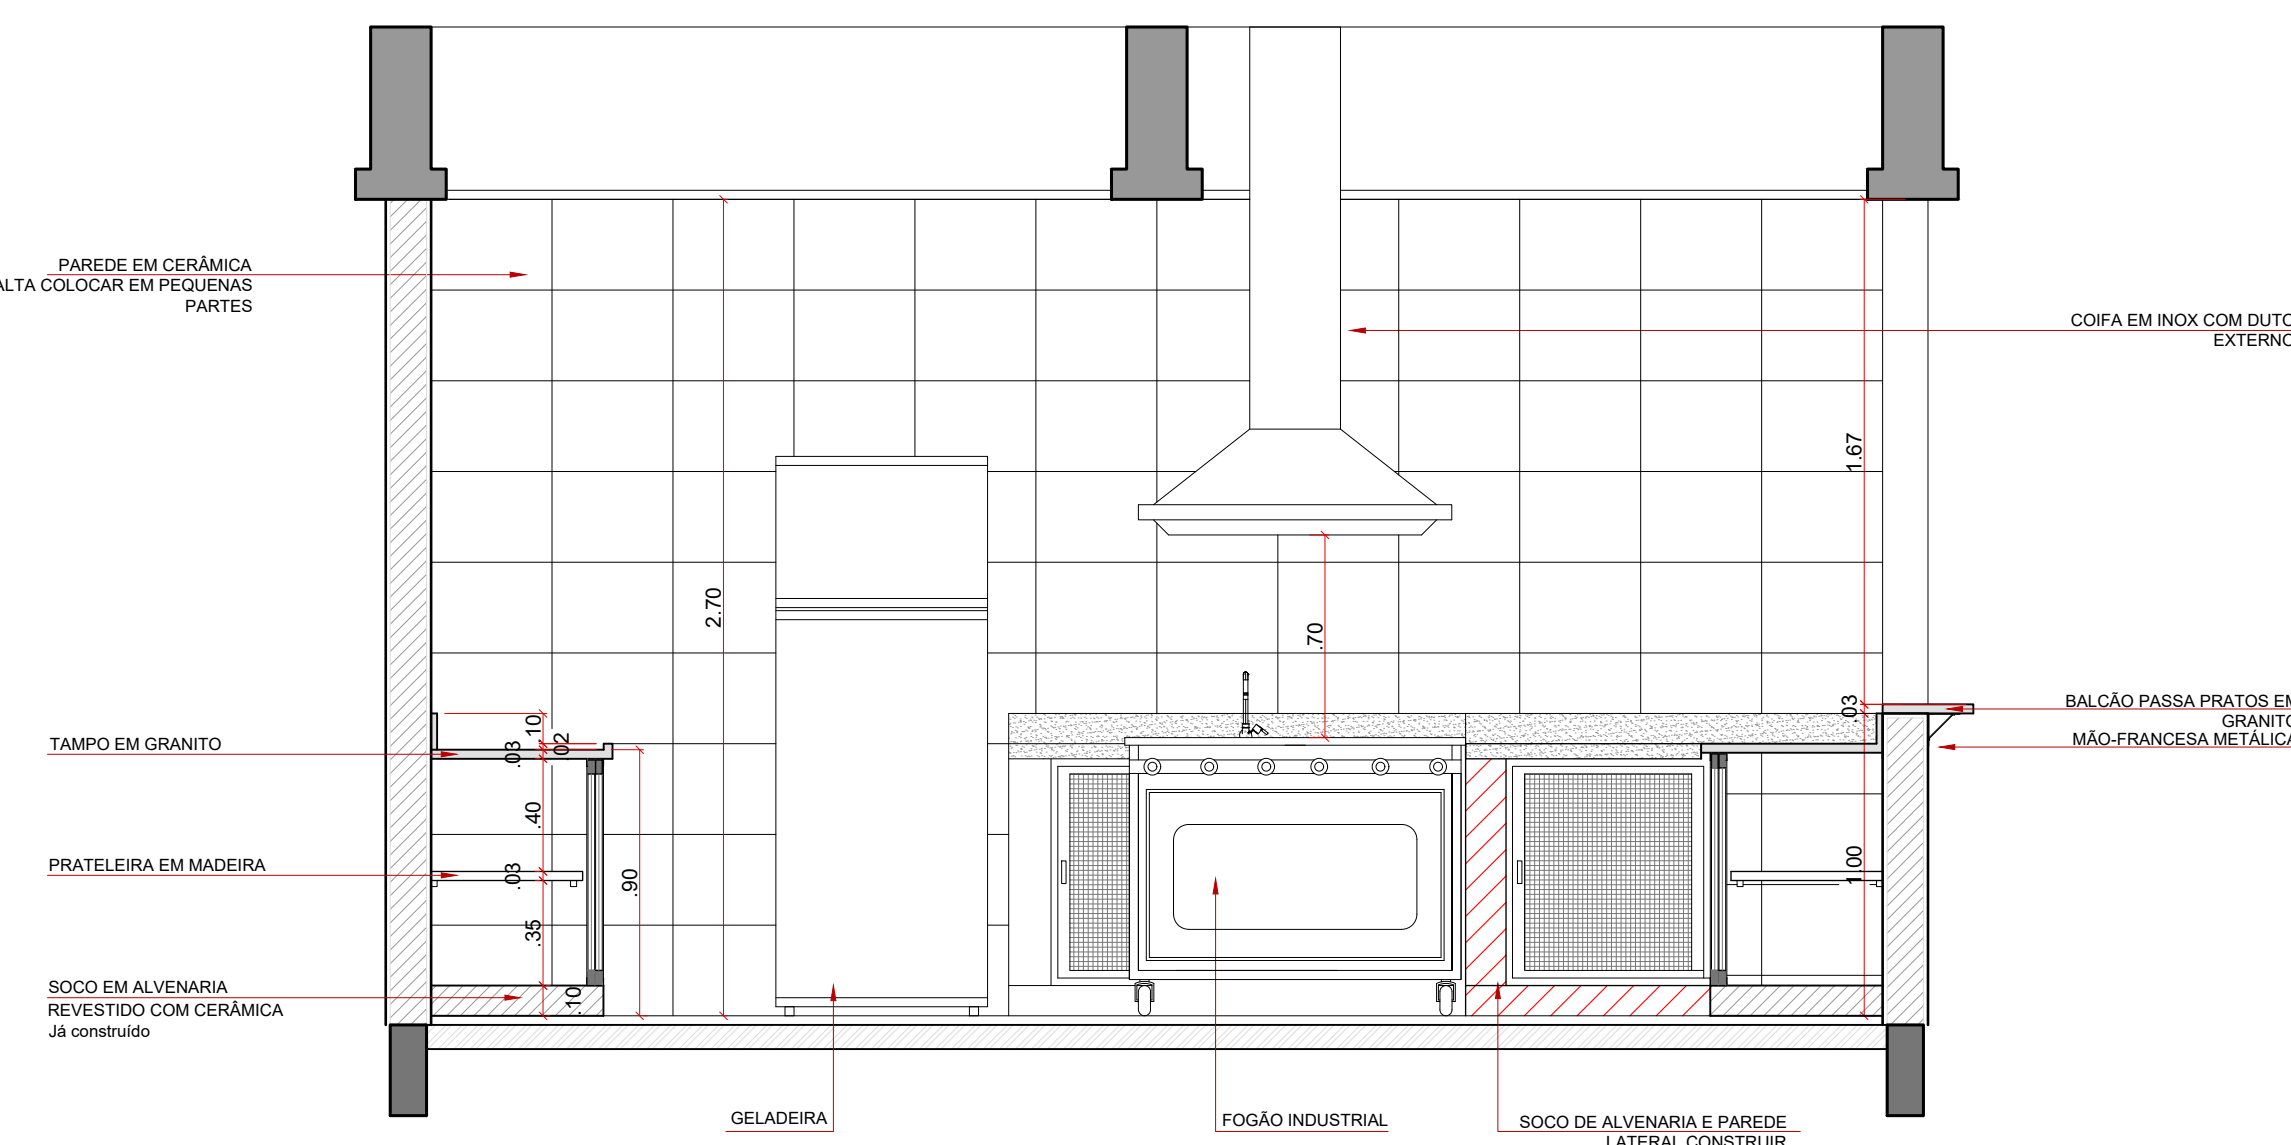 PAREDE EM CERÂMICA
ALTA COLOCAR EM PEQUENAS
PARTES
COIFA EM INOX COM DUTO
EXTERNO
1.67
2.70
.70
.03
BALCÃO PASSA PRATOS EM
GRANITO
MÃO-FRANCESA METÁLICA
TAMPO EM GRANITO
.10
.03
.02
.40
PRATELEIRA EM MADEIRA
.03
.90
1.00
.35
SOCO EM ALVENARIA
REVESTIDO COM CERÂMICA
Já construído
.10
GELADEIRA
FOGÃO INDUSTRIAL
SOCO DE ALVENARIA E PAREDE
LATERAL CONSTRUIR